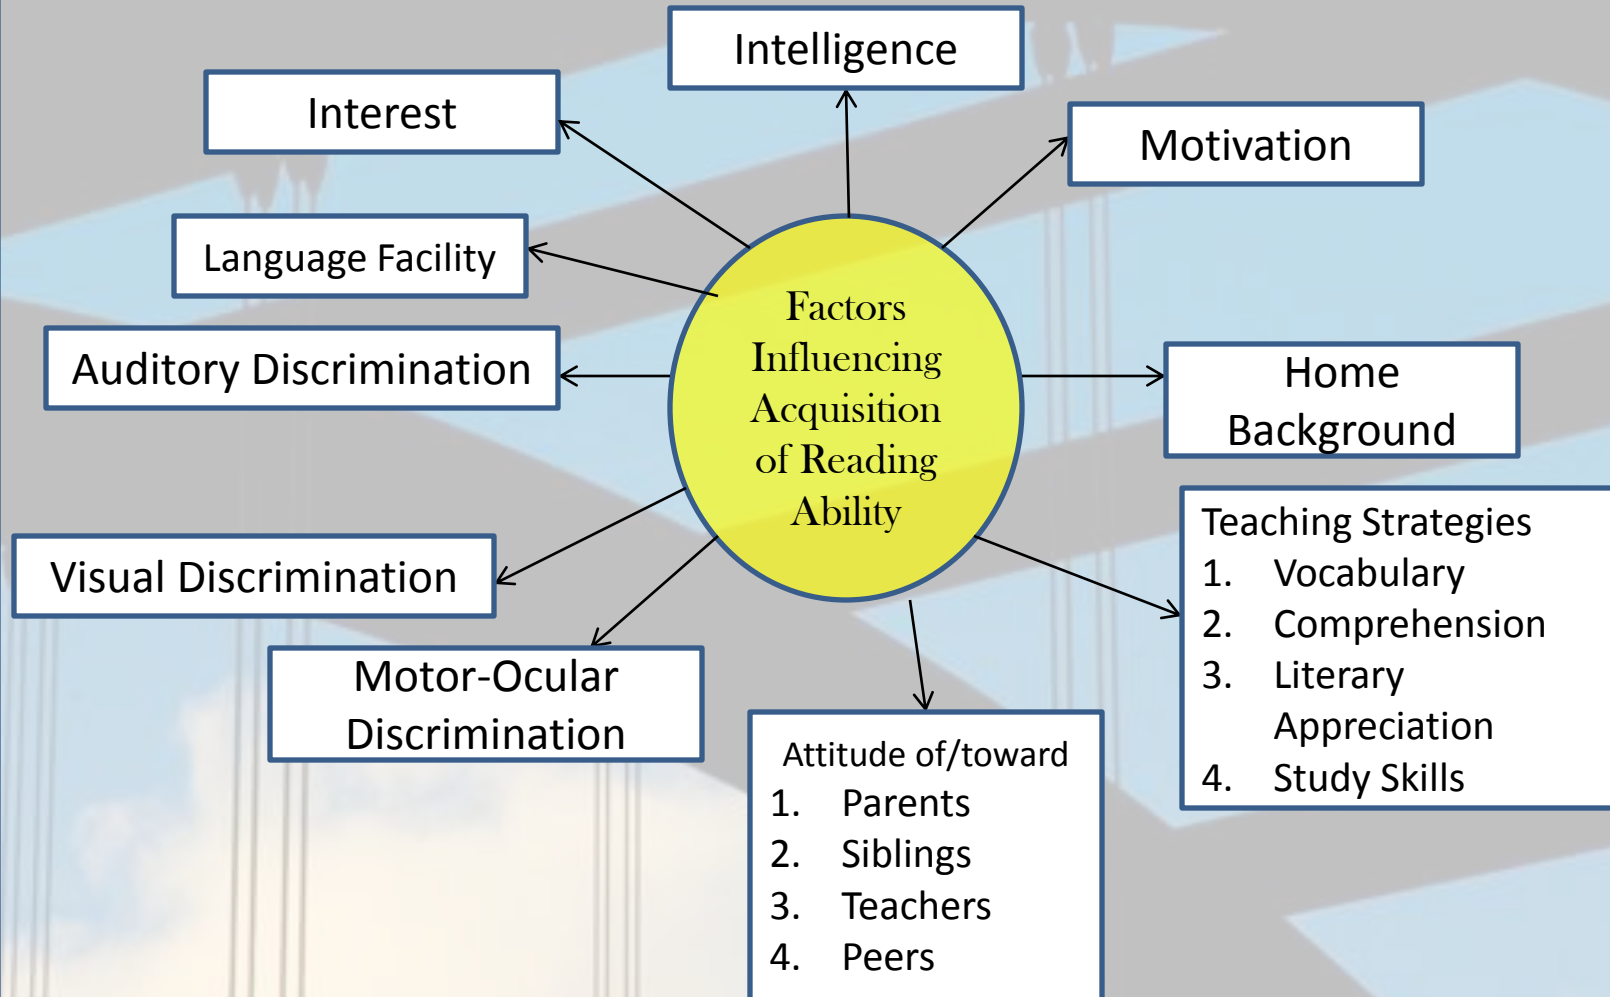 Intelligence
Interest
Motivation
Language Facility
Auditory Discrimination
Factors
Influencing
Acquisition
of Reading
Ability
Home
Background
Visual Discrimination
Motor-Ocular
Discrimination
Teaching Strategies
1. Vocabulary
2. Comprehension
3. Literary
Appreciation
4. Study Skills
Attitude of/toward
1. Parents
2. Siblings
3. Teachers
4. Peers